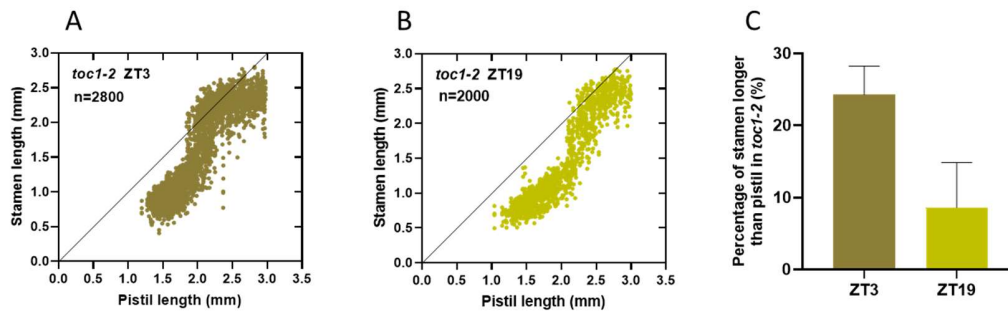 A
3.0
2.5
2.0
1.5
1.0
0.5
0.0
Stamen length (mm)
toc1-2 ZT3
n=2800
0.0 0.5 1.0 1.5 2.0 2.5 3.0 3.5
Pistil length (mm)
B
3.0
2.5
2.0
1.5
1.0
0.5
0.0
Stamen length (mm)
toc1-2 ZT19
n=2000
0.0 0.5 1.0 1.5 2.0 2.5 3.0 3.5
Pistil length (mm)
C
30
20
10
0
Percentage of stamen longer
than pistil in toc1-2 (%)
ZT3 ZT19